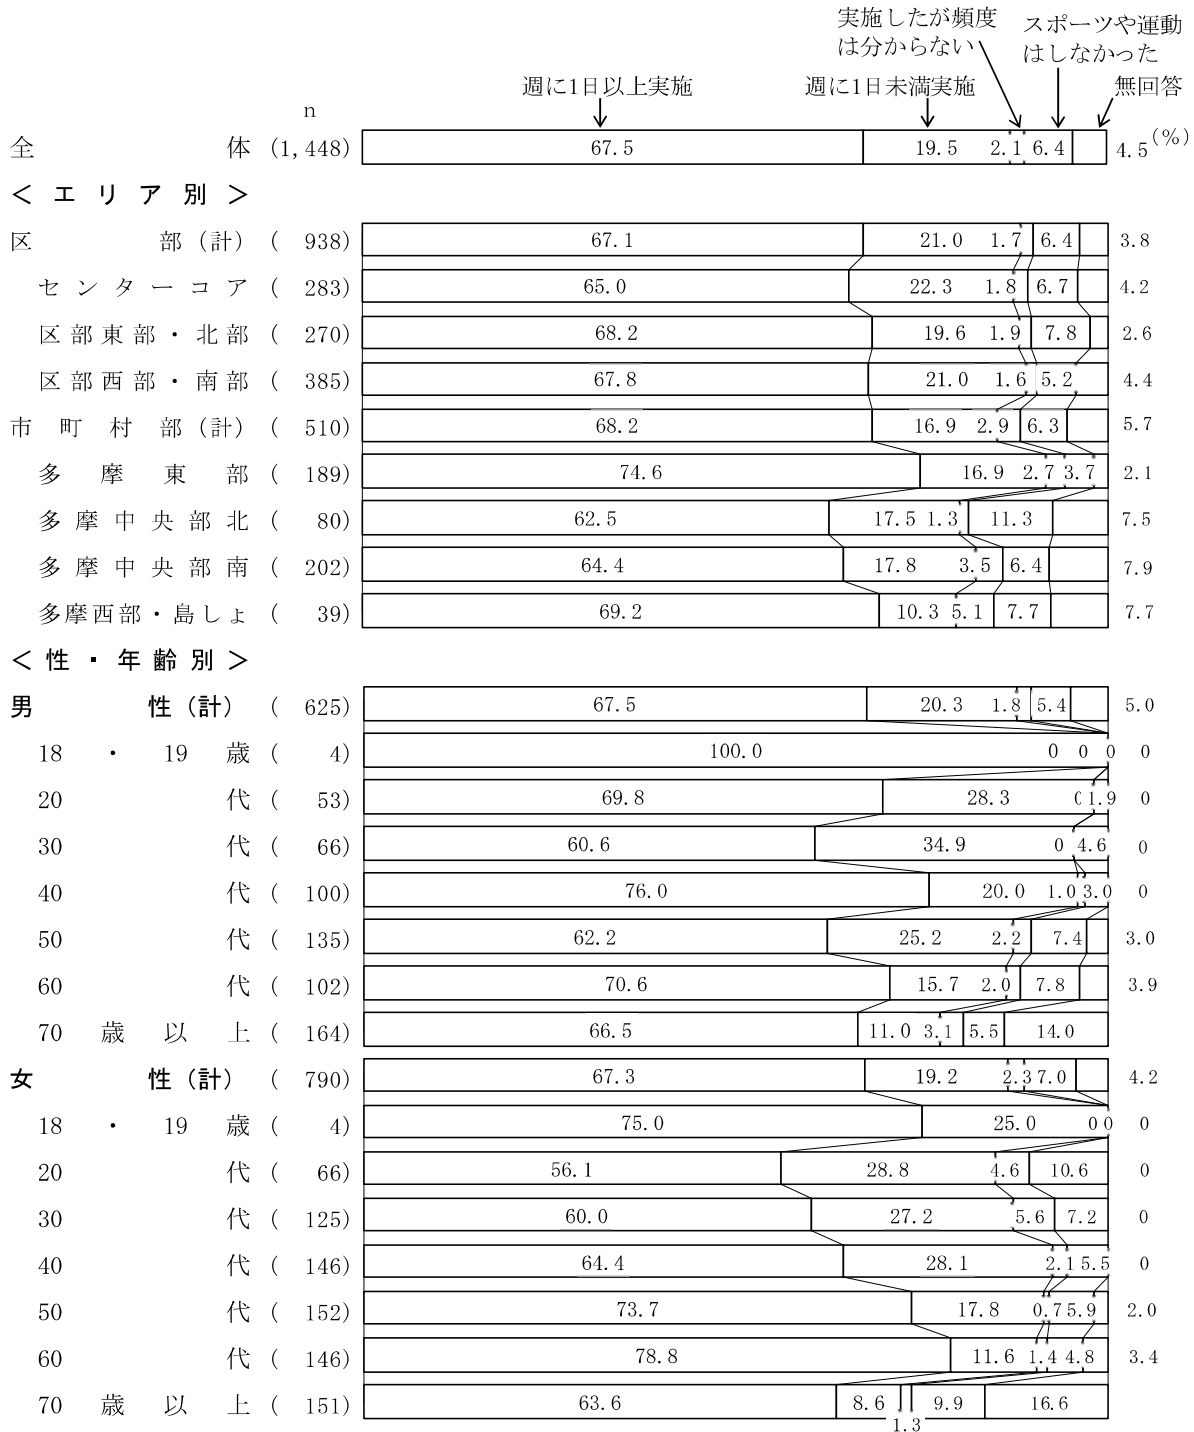 実施したが頻度
は分からない
スポーツや運動
はしなかった
週に1日以上実施
週に1日未満実施
無回答
n
全体 (1,448) 67.5 19.5 2.1 6.4 4.5 (%)
＜エリア別＞
区部(計) ( 938) 67.1 21.0 1.7 6.4 3.8
センターコア ( 283) 65.0 22.3 1.8 6.7 4.2
区部東部・北部 ( 270) 68.2 19.6 1.9 7.8 2.6
区部西部・南部 ( 385) 67.8 21.0 1.6 5.2 4.4
市町村部(計) ( 510) 68.2 16.9 2.9 6.3 5.7
多摩東部 ( 189) 74.6 16.9 2.7 3.7 2.1
多摩中央部北 ( 80) 62.5 17.5 1.3 11.3 7.5
多摩中央部南 ( 202) 64.4 17.8 3.5 6.4 7.9
多摩西部・島しょ ( 39) 69.2 10.3 5.1 7.7 7.7
＜性・年齢別＞
男性(計) ( 625) 67.5 20.3 1.8 5.4 5.0
18・19歳 ( 4) 100.0 0 0 0 0
20代 ( 53) 69.8 28.3 0 1.9 0
30代 ( 66) 60.6 34.9 0 4.6 0
40代 ( 100) 76.0 20.0 1.0 3.0 0
50代 ( 135) 62.2 25.2 2.2 7.4 3.0
60代 ( 102) 70.6 15.7 2.0 7.8 3.9
70歳以上 ( 164) 66.5 11.0 3.1 5.5 14.0
女性(計) ( 790) 67.3 19.2 2.3 7.0 4.2
18・19歳 ( 4) 75.0 25.0 0 0 0
20代 ( 66) 56.1 28.8 4.6 10.6 0
30代 ( 125) 60.0 27.2 5.6 7.2 0
40代 ( 146) 64.4 28.1 2.1 5.5 0
50代 ( 152) 73.7 17.8 0.7 5.9 2.0
60代 ( 146) 78.8 11.6 1.4 4.8 3.4
70歳以上 ( 151) 63.6 8.6 1.3 9.9 16.6